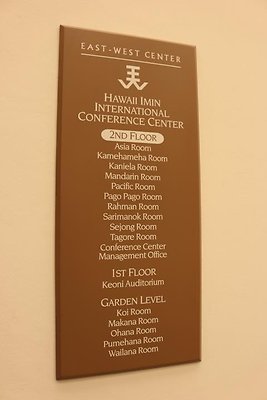 EAST-WEST CENTER
HAWAII IMIN
INTERNATIONAL
CONFERENCE CENTER
2ND FLOOR
Asia Room
Kamehameha Room
Kaniela Room
Mandarin Room
Pacific Room
Pago Pago Room
Rahman Room
Sarimanok Room
Sejong Room
Tagore Room
Conference Center
Management Office
1ST FLOOR
Keoni Auditorium
GARDEN LEVEL
Koi Room
Makana Room
Ohana Room
Pumehana Room
Wailana Room